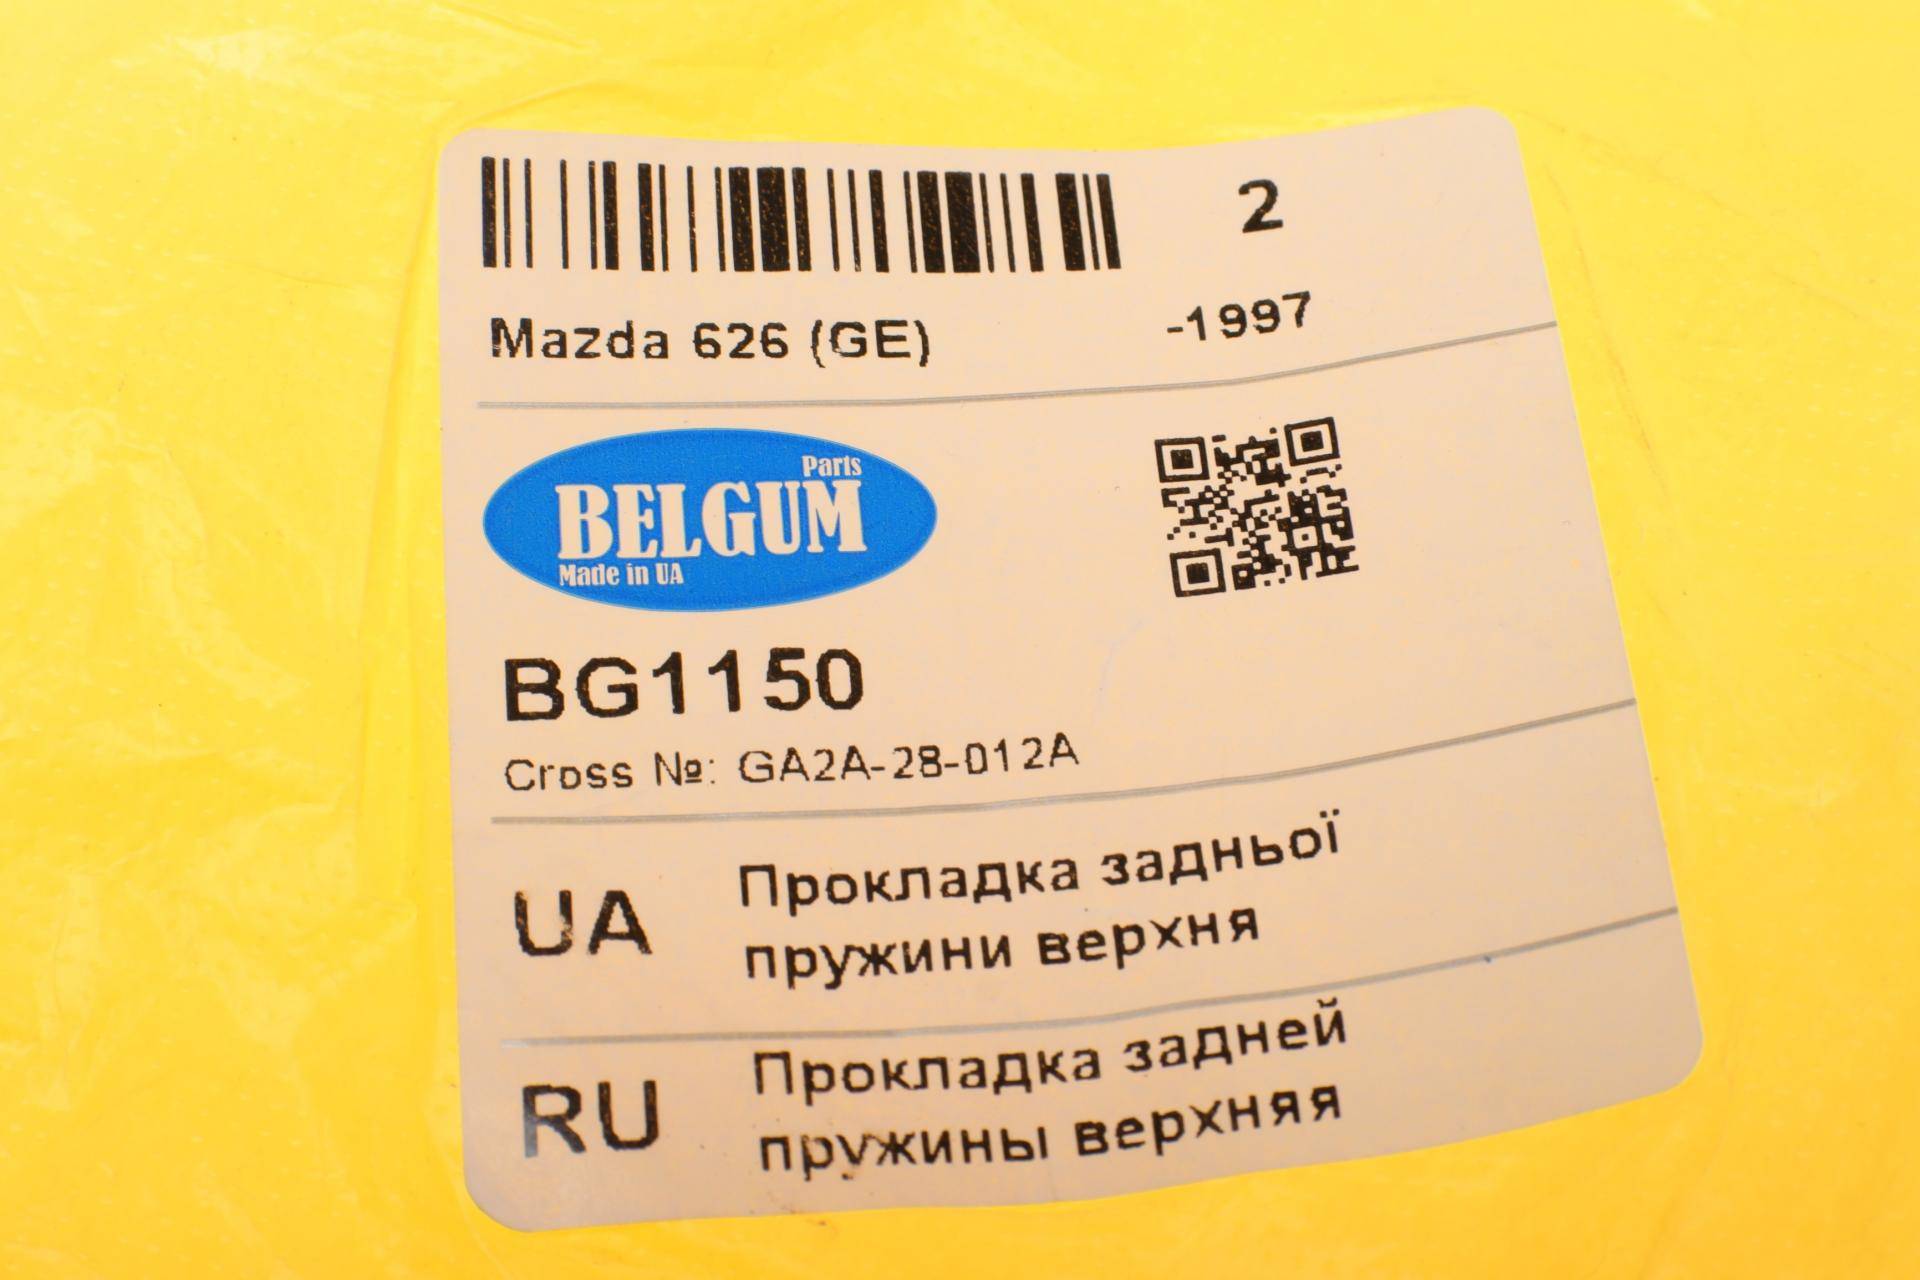 2
Mazda 626 (GE) -1997
Parts
BELGUM
Made in UA
BG1150
Cross №: GA2A-28-012A
UA Прокладка задньої
пружини верхня
RU Прокладка задней
пружины верхняя